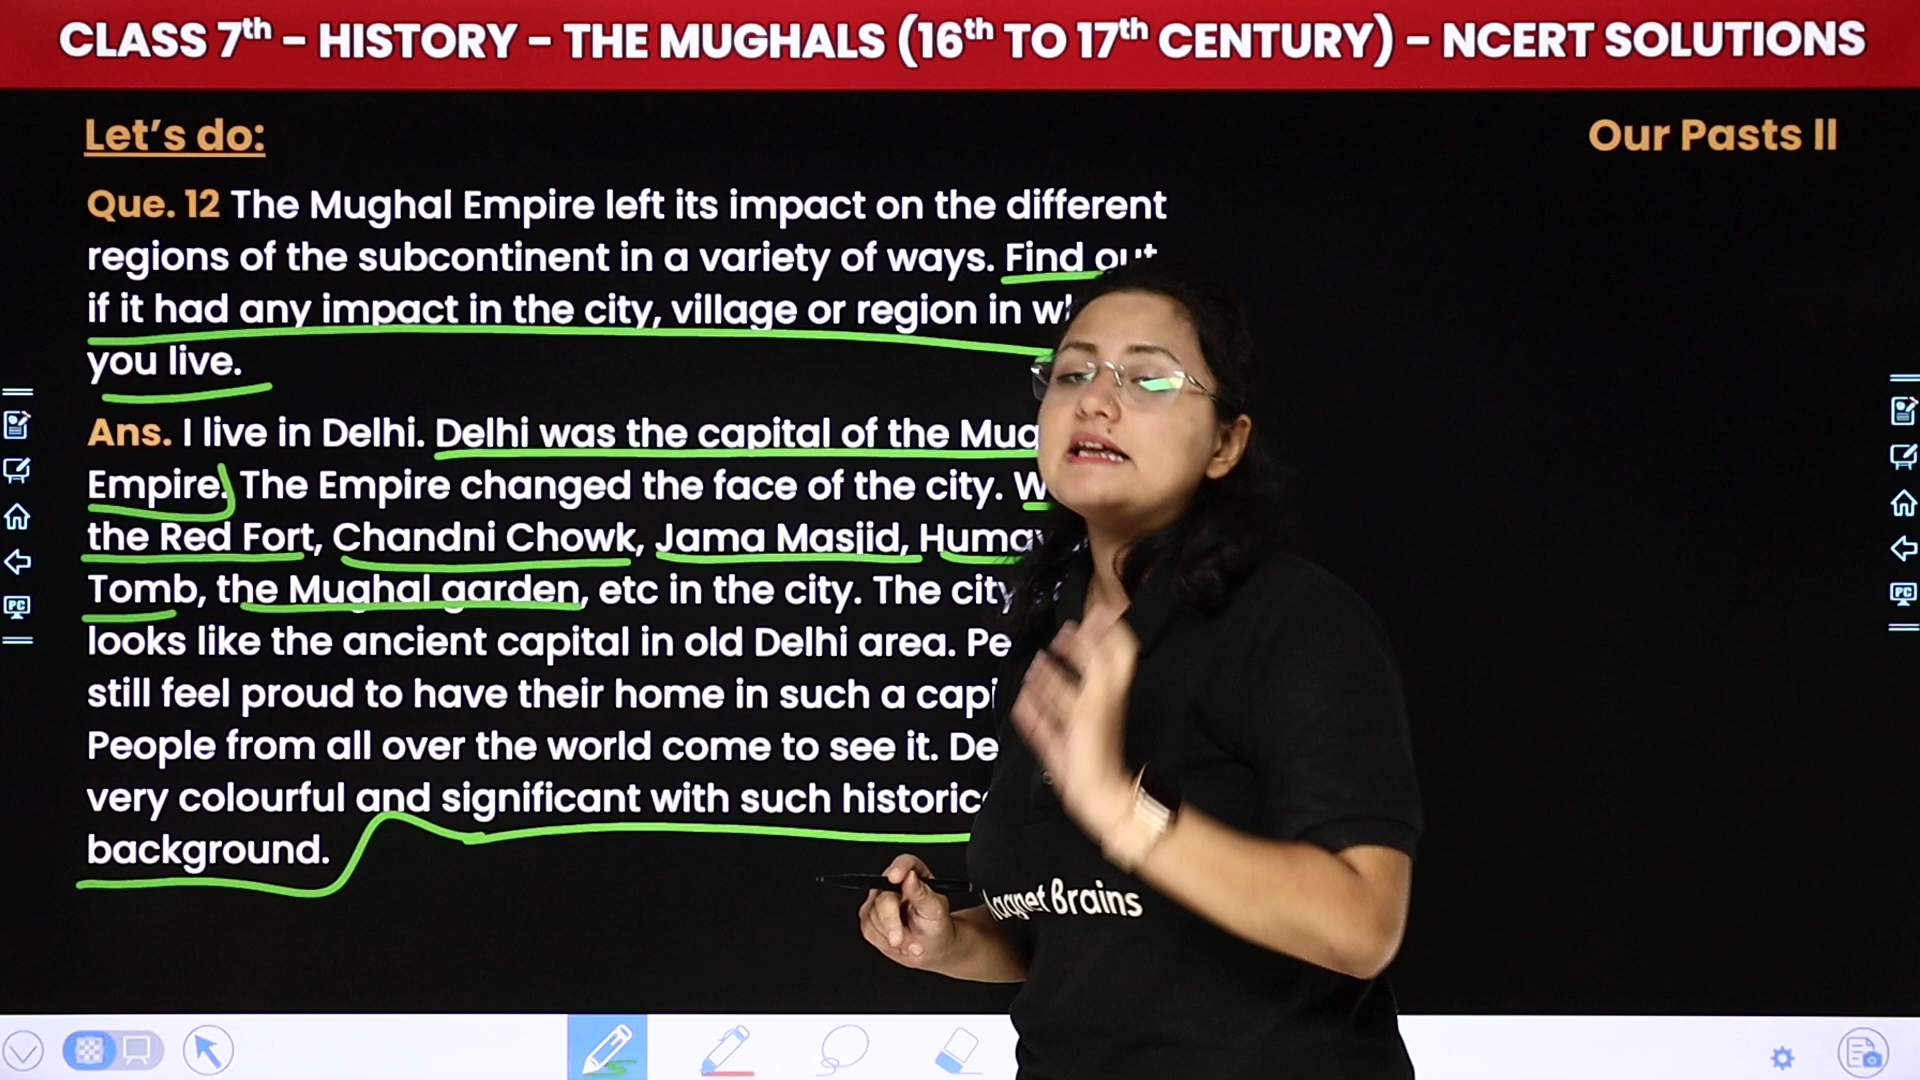 CLASS 7th – HISTORY – THE MUGHALS (16th TO 17th CENTURY) – NCERT SOLUTIONS
Let's do:
Our Pasts II
Que. 12 The Mughal Empire left its impact on the different
regions of the subcontinent in a variety of ways. Find out
if it had any impact in the city, village or region in
you live.
Ans. I live in Delhi. Delhi was the capital of the
Empire. The Empire changed the face of the city.
the Red Fort, Chandni Chowk, Jama Masjid,
Tomb, the Mughal garden, etc in the city. The city
looks like the ancient capital in old Delhi area.
still feel proud to have their home in such a
People from all over the world come to see it.
very colourful and significant with such
background.
Brains
PC
PC